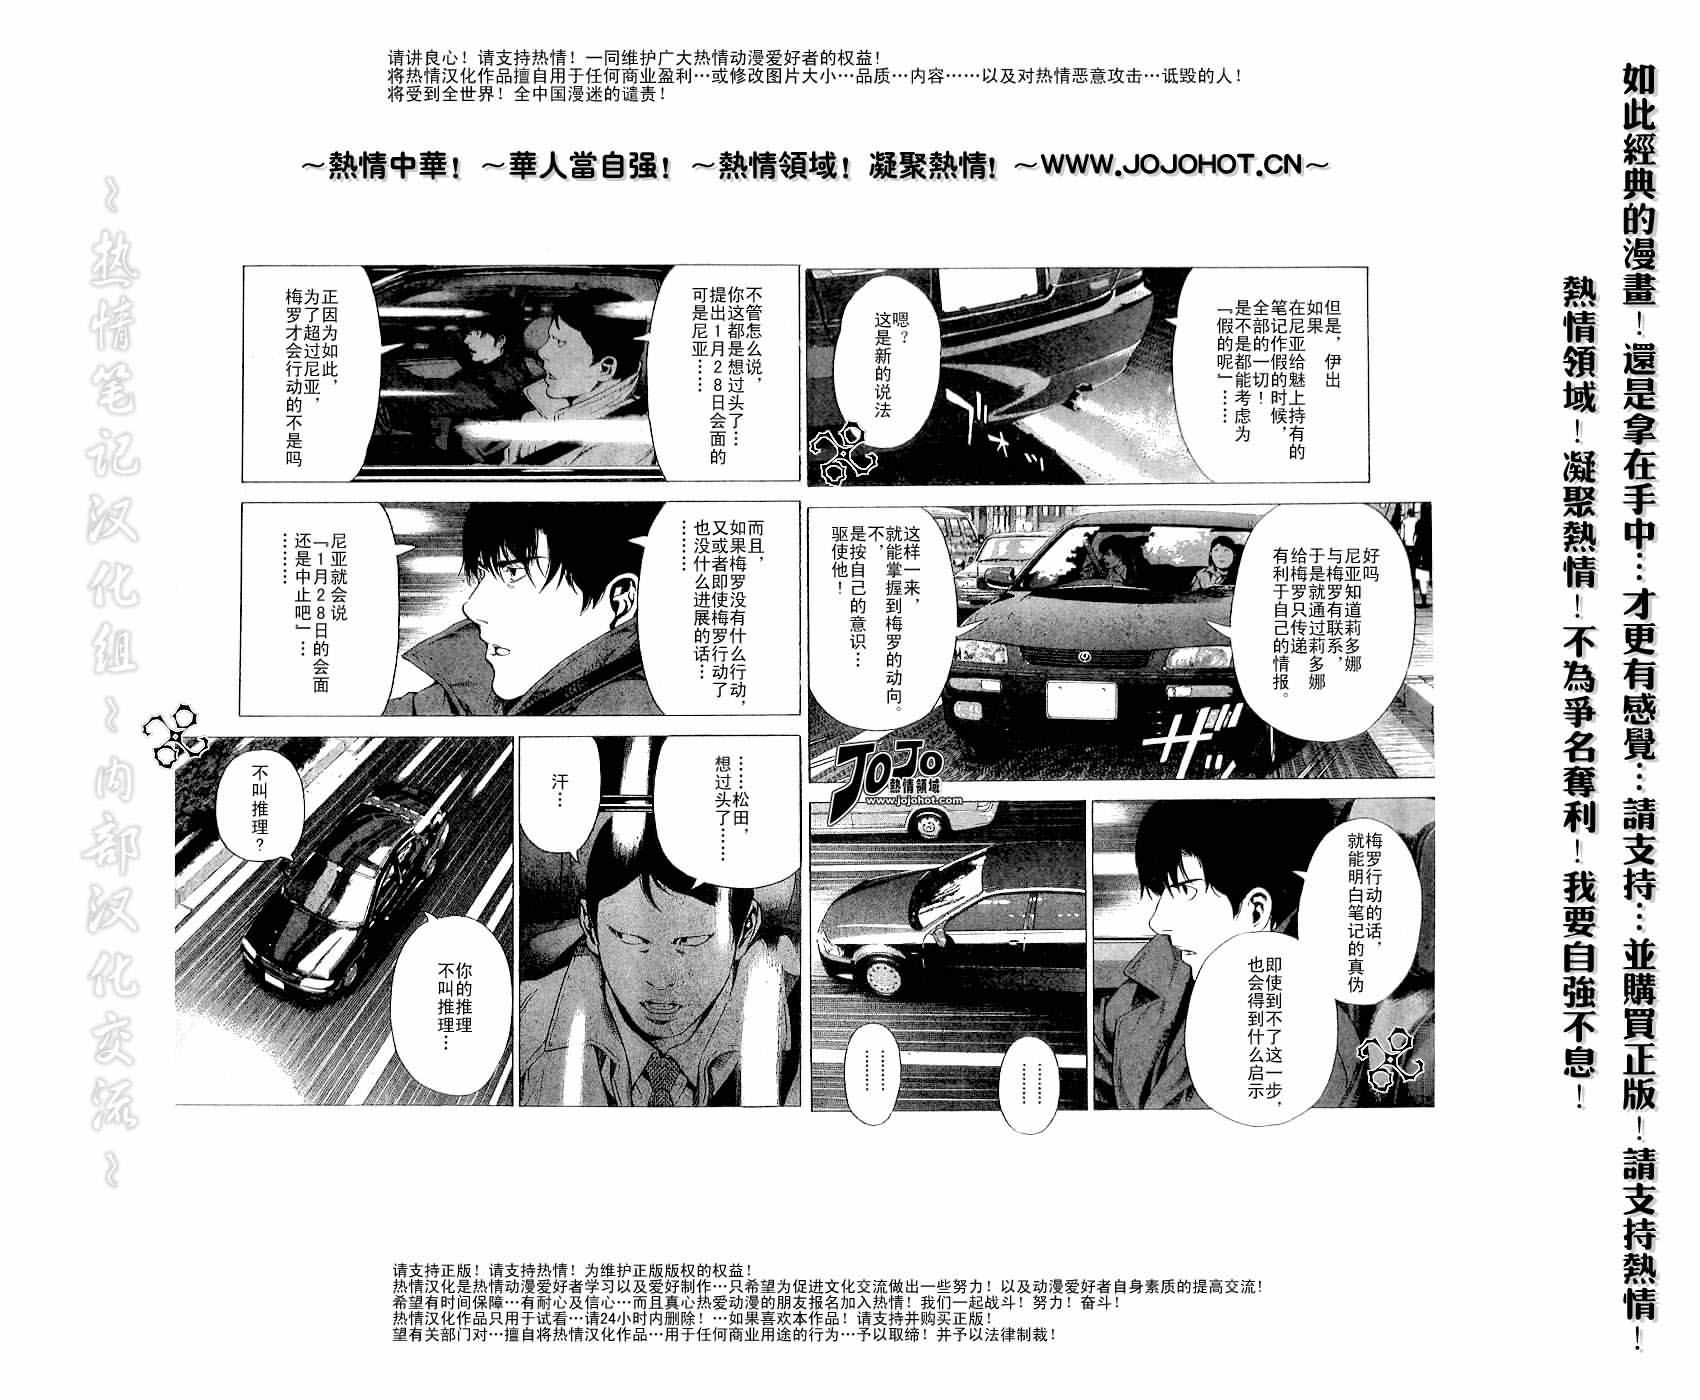 请讲良心！请支持热情！一同维护广大热情动漫爱好者的权益！
将热情汉化作品擅自用于任何商业盈利…或修改图片大小…品质…内容……以及对热情恶意攻击…诋毁的人！
将受到全世界！全中国漫迷的谴责！
～熱情中華！～華人當自强！～熱情領域！凝聚熱情！～WWW.JOJOHOT.CN～
如此經典的漫畫！還是拿在手中…才更有感覺…請支持…並購買正版！請支持熱情！
熱情領域！凝聚熱情！不為爭名奪利！我要自強不息！
但是，伊出
如果
在尼亚给魅上持有的
笔记作假的时候，
全部的一切！
是不是都能考虑为
『假的呢』……
嗯？
这是新的说法
好吗
尼亚知道莉多娜
与梅罗有联系，
于是就通过莉多娜
给梅罗只传递
有利于自己的情报。
这样一来，
就能掌握到梅罗的动向。
不，
是按自己的意识…
驱使他！
梅罗行动的话，
就能明白笔记的真伪
即使到不了这一步，
也会得到什么启示
………
………
不管怎么说，
你这都是想过头了…
提出1月28日会面的
可是尼亚……
正因为如此，
为了超过尼亚，
梅罗才会行动的不是吗
而且，
如果梅罗没有什么行动，
又或者即使梅罗行动了
也没什么进展的话…
………
尼亚就会说
『1月28日的会面
还是中止吧』…
………
……松田，
想过头了……
汗…
不叫推理？
你的推理
不叫推理…
JOJO
熱情領域
www.jojohot.com
～热情笔记汉化组～内部汉化交流～
请支持正版！请支持热情！为维护正版版权的权益！
热情汉化是热情动漫爱好者学习以及爱好制作…只希望为促进文化交流做出一些努力！以及动漫爱好者自身素质的提高交流！
希望有时间保障…有耐心及信心…而且真心热爱动漫的朋友报名加入热情！我们一起战斗！努力！奋斗！
热情汉化作品只用于试看…请24小时内删除！…如果喜欢本作品！请支持并购买正版！
望有关部门对…擅自将热情汉化作品…用于任何商业用途的行为…予以取缔！并予以法律制裁！